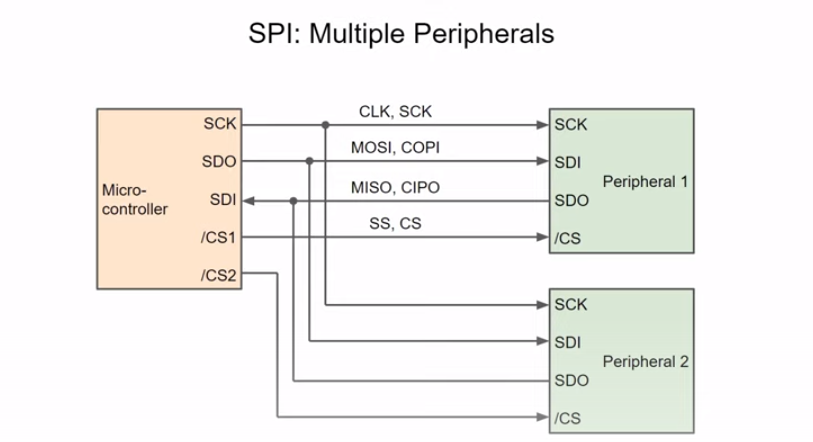 SPI: Multiple Peripherals
Micro-
controller
SCK
SDO
SDI
/CS1
/CS2
CLK, SCK
MOSI, COPI
MISO, CIPO
SS, CS
SCK
SDI
SDO
/CS
Peripheral 1
SCK
SDI
SDO
/CS
Peripheral 2